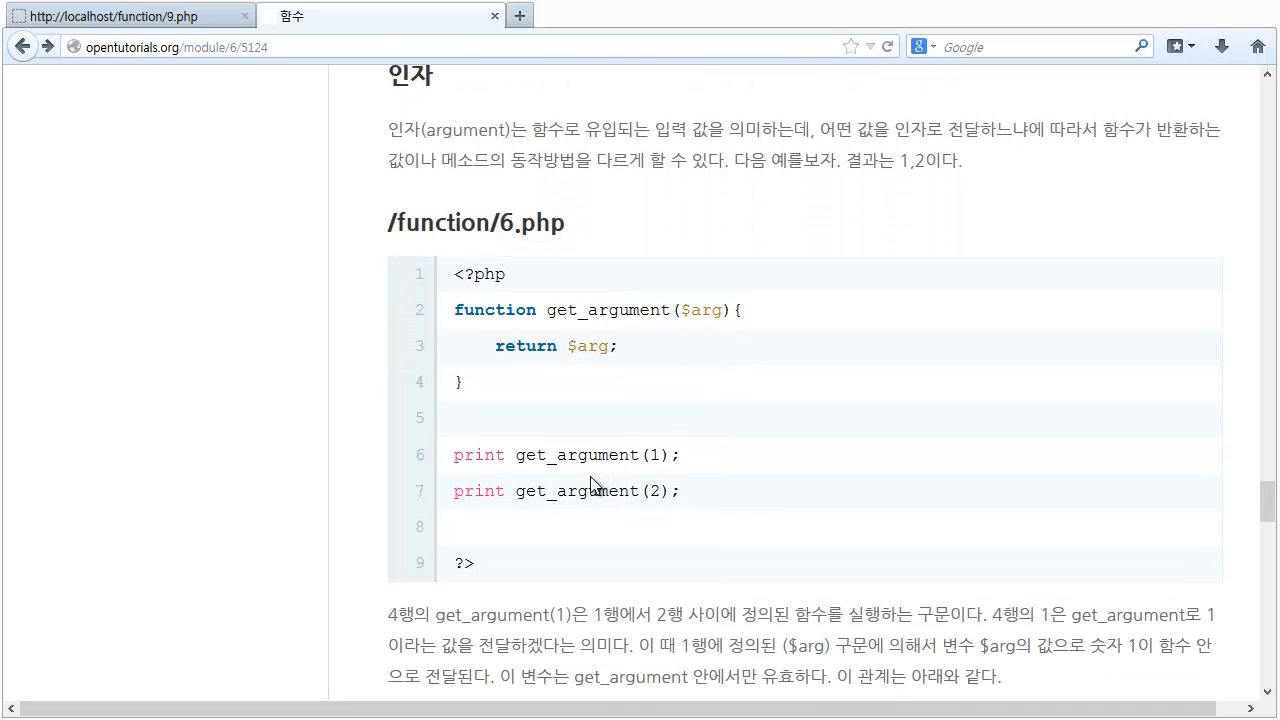 http://localhost/function/9.php
함수
opentutorials.org/module/6/5124
Google
인자
인자(argument)는 함수로 유입되는 입력 값을 의미하는데, 어떤 값을 인자로 전달하느냐에 따라서 함수가 반환하는
값이나 메소드의 동작방법을 다르게 할 수 있다. 다음 예를보자. 결과는 1,2이다.
/function/6.php
1 <?php
2 function get_argument($arg){
3 return $arg;
4 }
5
6 print get_argument(1);
7 print get_argument(2);
8
9 ?>
4행의 get_argument(1)은 1행에서 2행 사이에 정의된 함수를 실행하는 구문이다. 4행의 1은 get_argument로 1
이라는 값을 전달하겠다는 의미다. 이 때 1행에 정의된 ($arg) 구문에 의해서 변수 $arg의 값으로 숫자 1이 함수 안
으로 전달된다. 이 변수는 get_argument 안에서만 유효하다. 이 관계는 아래와 같다.